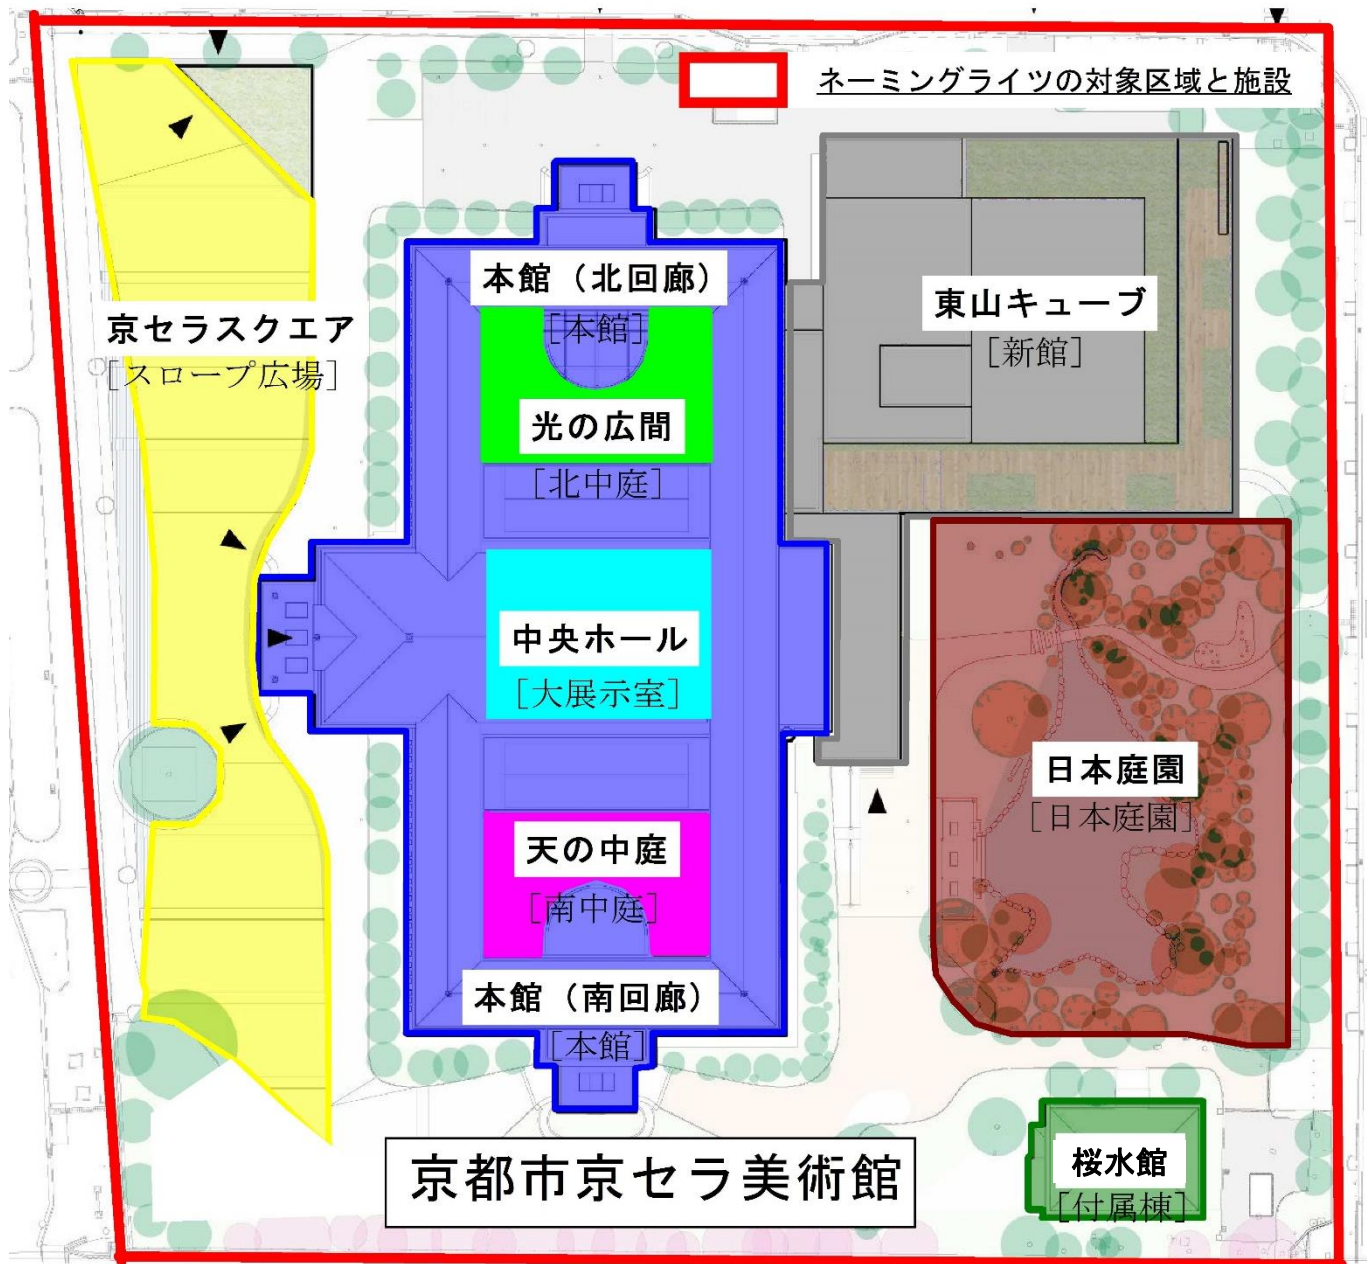 ネーミングライツの対象区域と施設
本館（北回廊）
［本館］
東山キューブ
［新館］
京セラスクエア
［スロープ広場］
光の広間
［北中庭］
中央ホール
［大展示室］
日本庭園
［日本庭園］
天の中庭
［南中庭］
本館（南回廊）
［本館］
京都市京セラ美術館
桜水館
［付属棟］